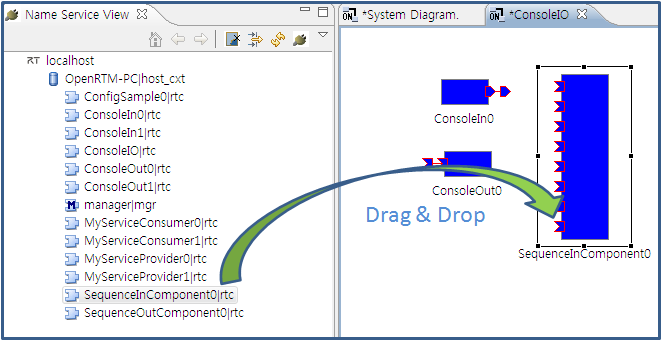 Name Service View
*System Diagram.
*ConsoleIO
RT localhost
OpenRTM-PC|host_cxt
ConfigSample0|rtc
ConsoleIn0|rtc
ConsoleIn1|rtc
ConsoleIO|rtc
ConsoleOut0|rtc
ConsoleOut1|rtc
M manager|mgr
MyServiceConsumer0|rtc
MyServiceConsumer1|rtc
MyServiceProvider0|rtc
MyServiceProvider1|rtc
SequenceInComponent0|rtc
SequenceOutComponent0|rtc
ConsoleIn0
ConsoleOut0
Drag & Drop
SequenceInComponent0